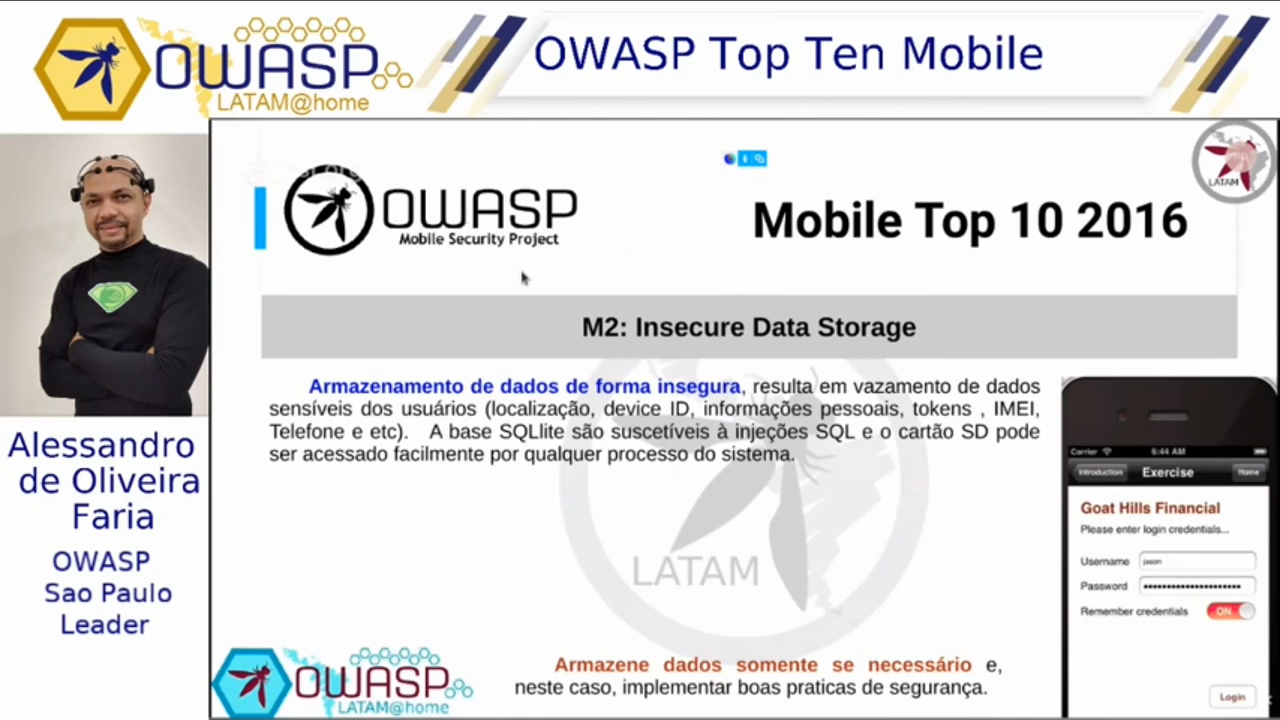 OWASP
LATAM@home
OWASP Top Ten Mobile
LATAM
OWASP
Mobile Security Project
Mobile Top 10 2016
M2: Insecure Data Storage
Armazenamento de dados de forma insegura, resulta em vazamento de dados
sensíveis dos usuários (localização, device ID, informações pessoais, tokens , IMEI,
Telefone e etc). A base SQLlite são suscetíveis à injeções SQL e o cartão SD pode
ser acessado facilmente por qualquer processo do sistema.
Carrier 6:44 AM
Introduction Exercise Home
Goat Hills Financial
Please enter login credentials...
Username jason
Password ••••••••••••••••••••••
Remember credentials ON
Login
LATAM
Alessandro
de Oliveira
Faria
OWASP
Sao Paulo
Leader
OWASP
LATAM@home
Armazene dados somente se necessário e,
neste caso, implementar boas praticas de segurança.